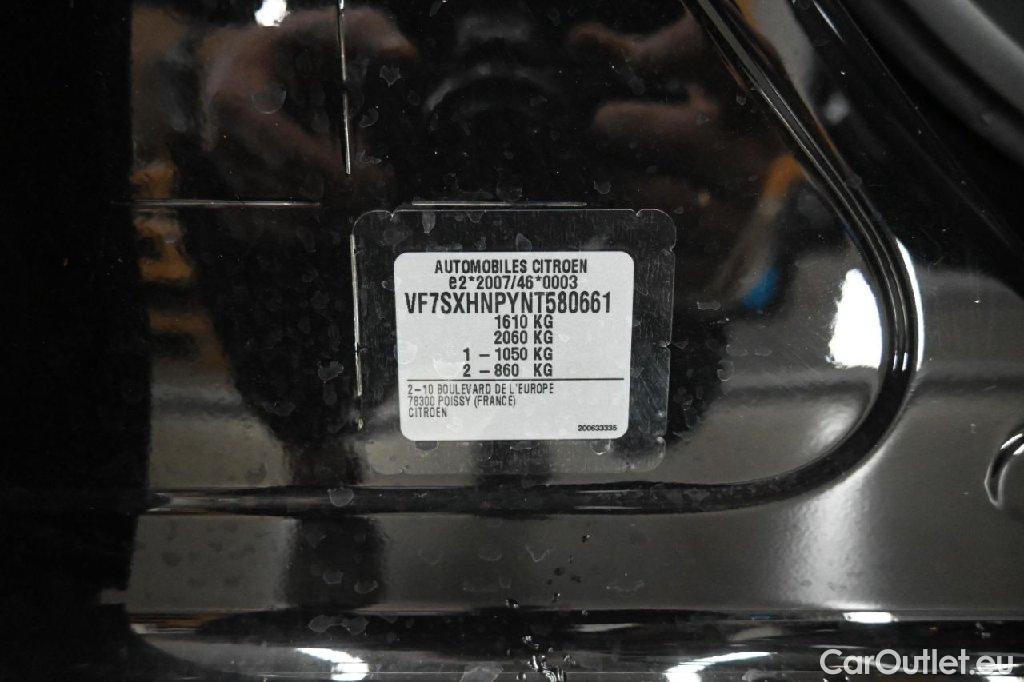 AUTOMOBILES CITROEN
e2*2007/46*0003
VF7SXHNPYNT580661
1610 KG
2060 KG
1 – 1050 KG
2 – 860 KG
2–10 BOULEVARD DE L'EUROPE
78300 POISSY (FRANCE)
CITROEN
200633335
CarOutlet.eu